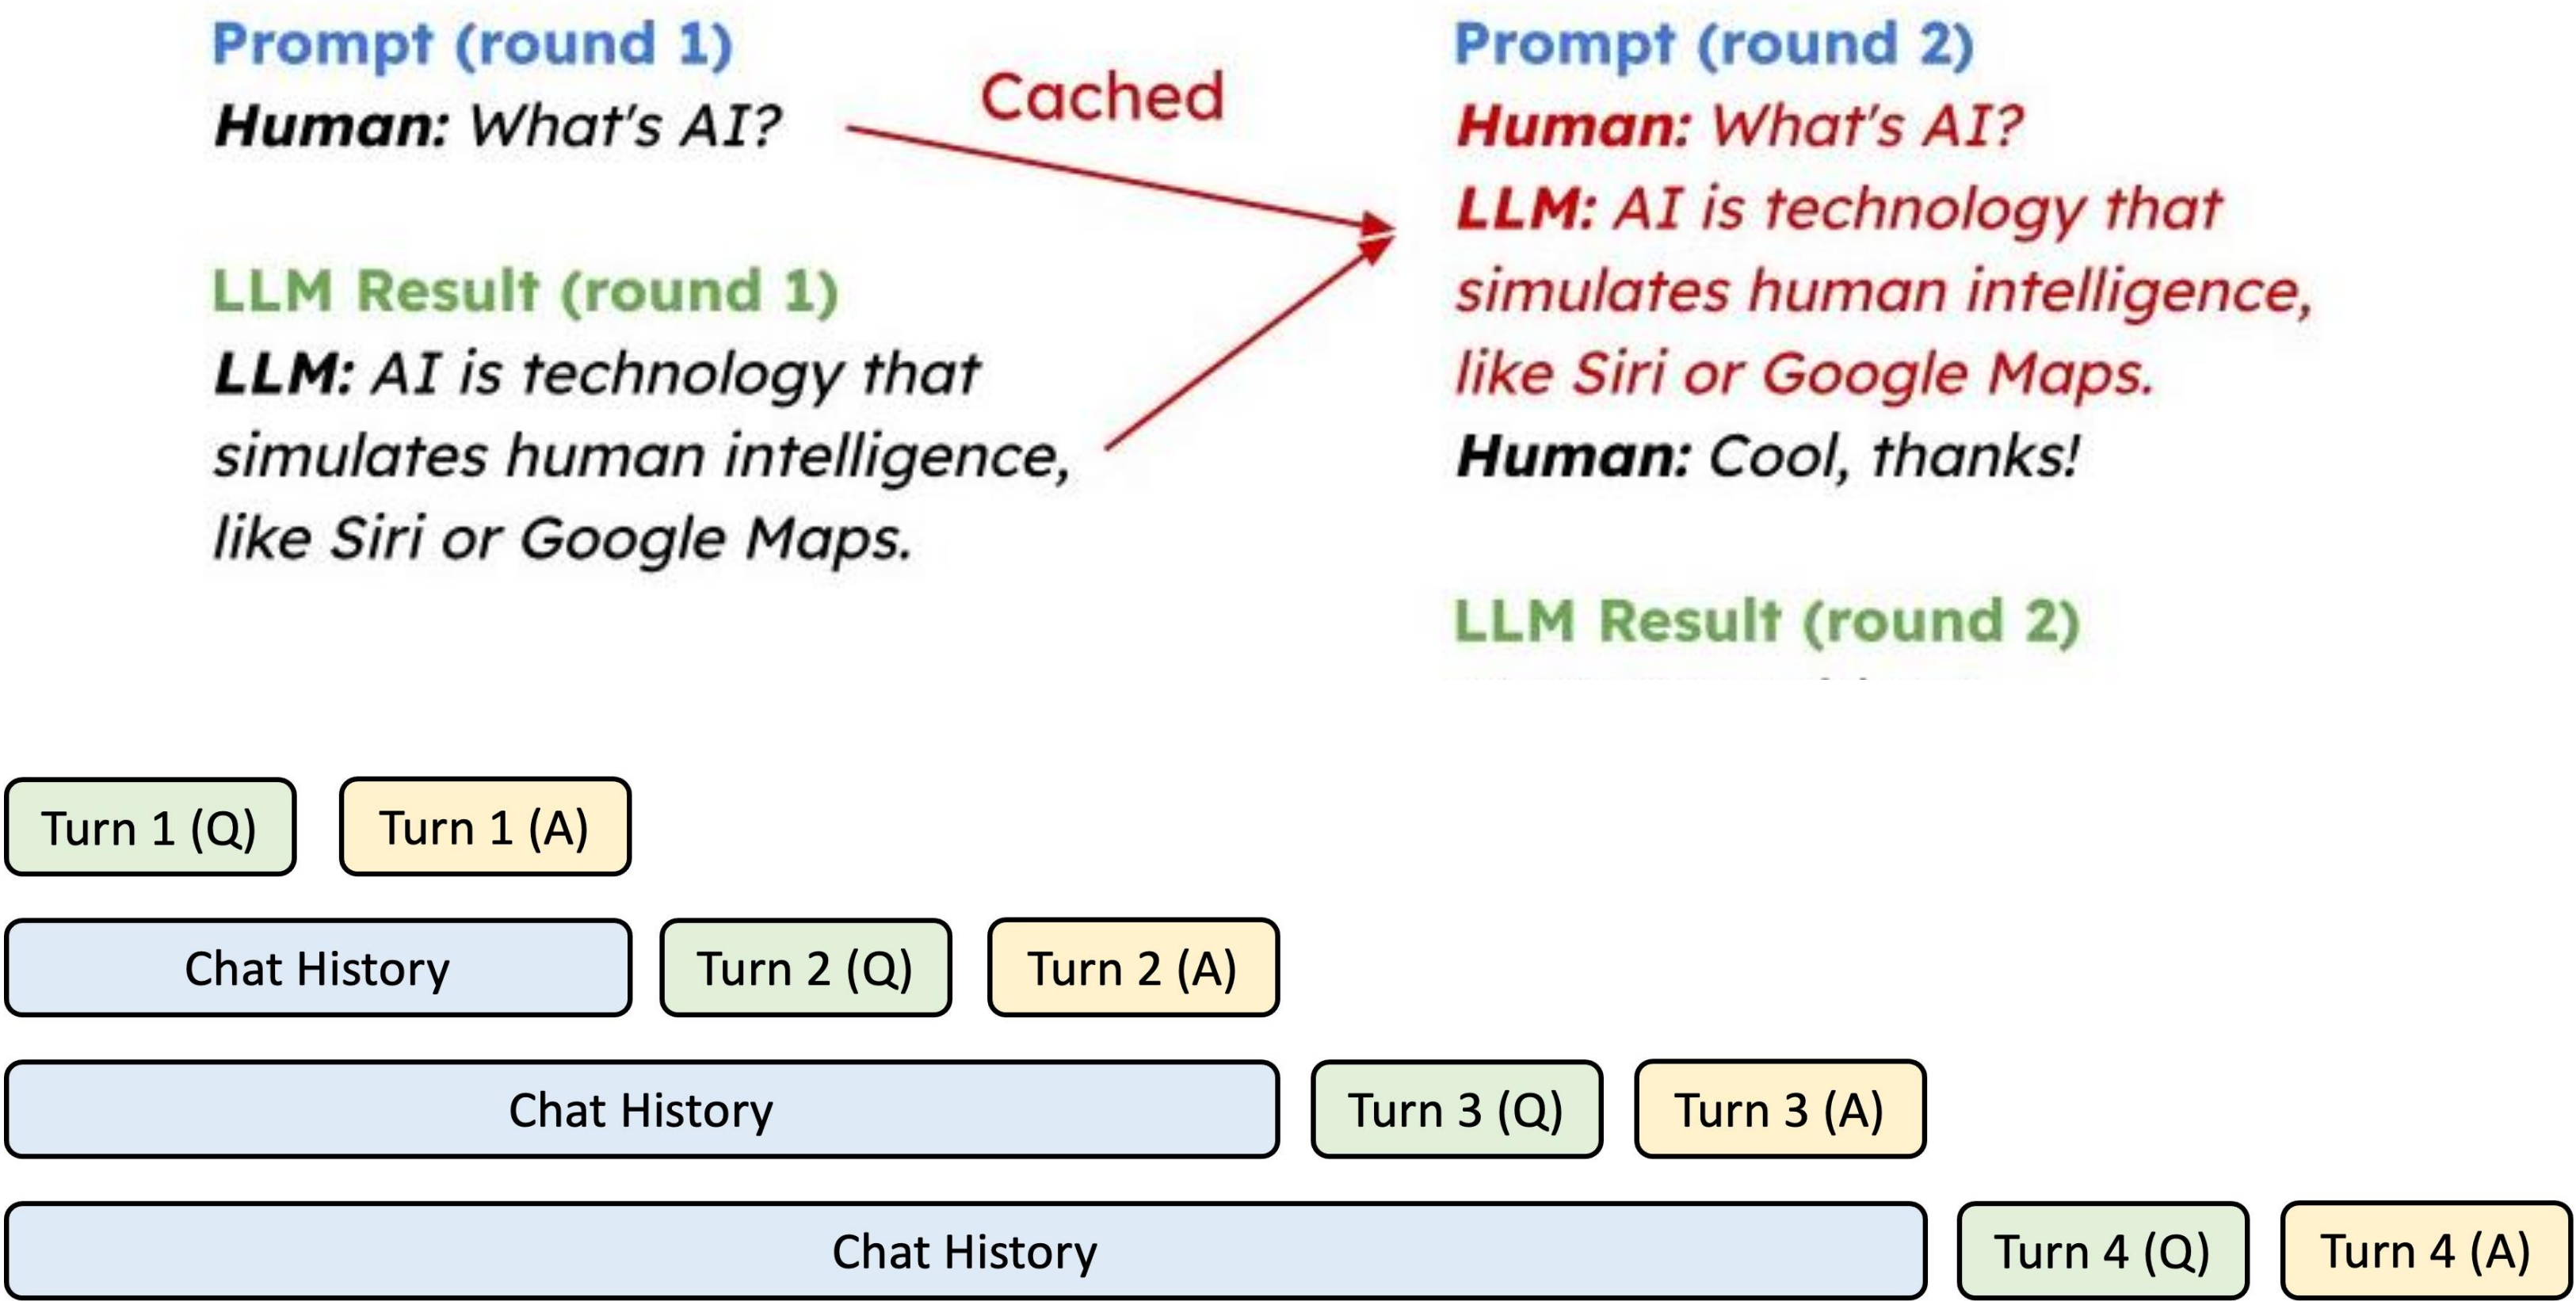 Prompt (round 1)
Human: What's AI?
LLM Result (round 1)
LLM: AI is technology that
simulates human intelligence,
like Siri or Google Maps.
Cached
Prompt (round 2)
Human: What's AI?
LLM: AI is technology that
simulates human intelligence,
like Siri or Google Maps.
Human: Cool, thanks!
LLM Result (round 2)
Turn 1 (Q)
Turn 1 (A)
Chat History
Turn 2 (Q)
Turn 2 (A)
Chat History
Turn 3 (Q)
Turn 3 (A)
Chat History
Turn 4 (Q)
Turn 4 (A)